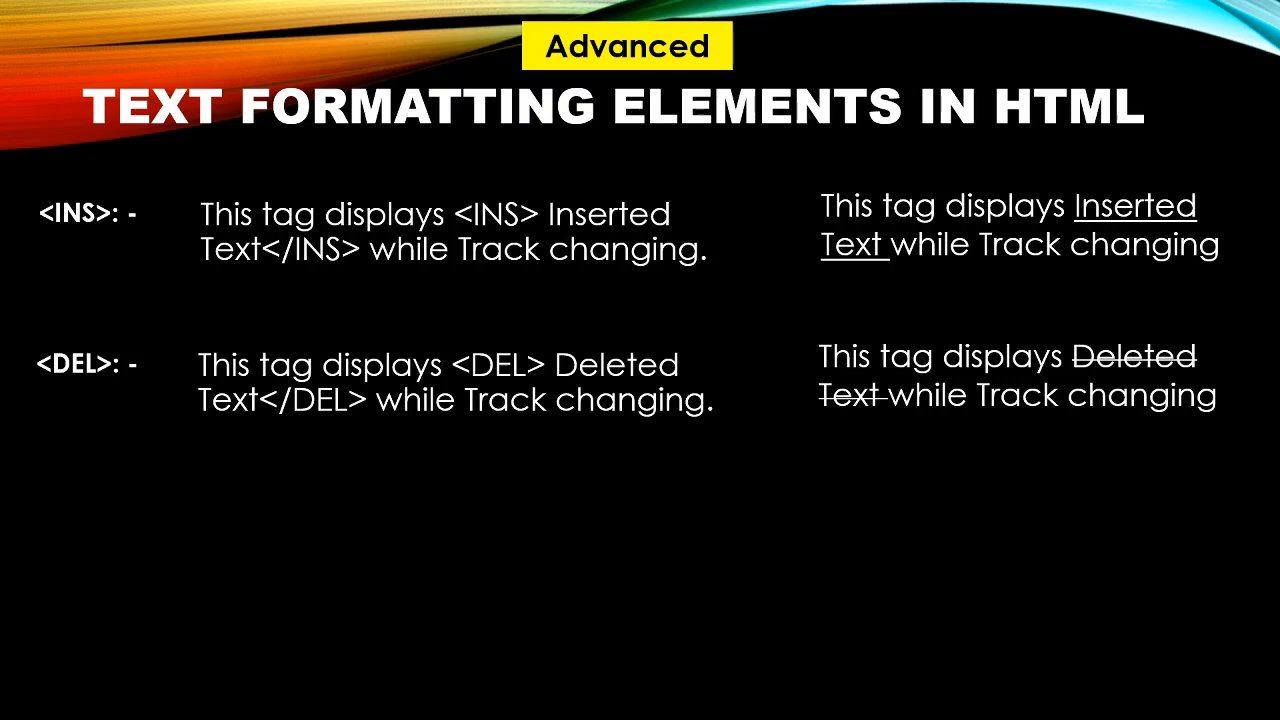 Advanced
TEXT FORMATTING ELEMENTS IN HTML
<INS>: -
This tag displays <INS> Inserted
Text</INS> while Track changing.
This tag displays Inserted
Text while Track changing
<DEL>: -
This tag displays <DEL> Deleted
Text</DEL> while Track changing.
This tag displays Deleted
Text while Track changing